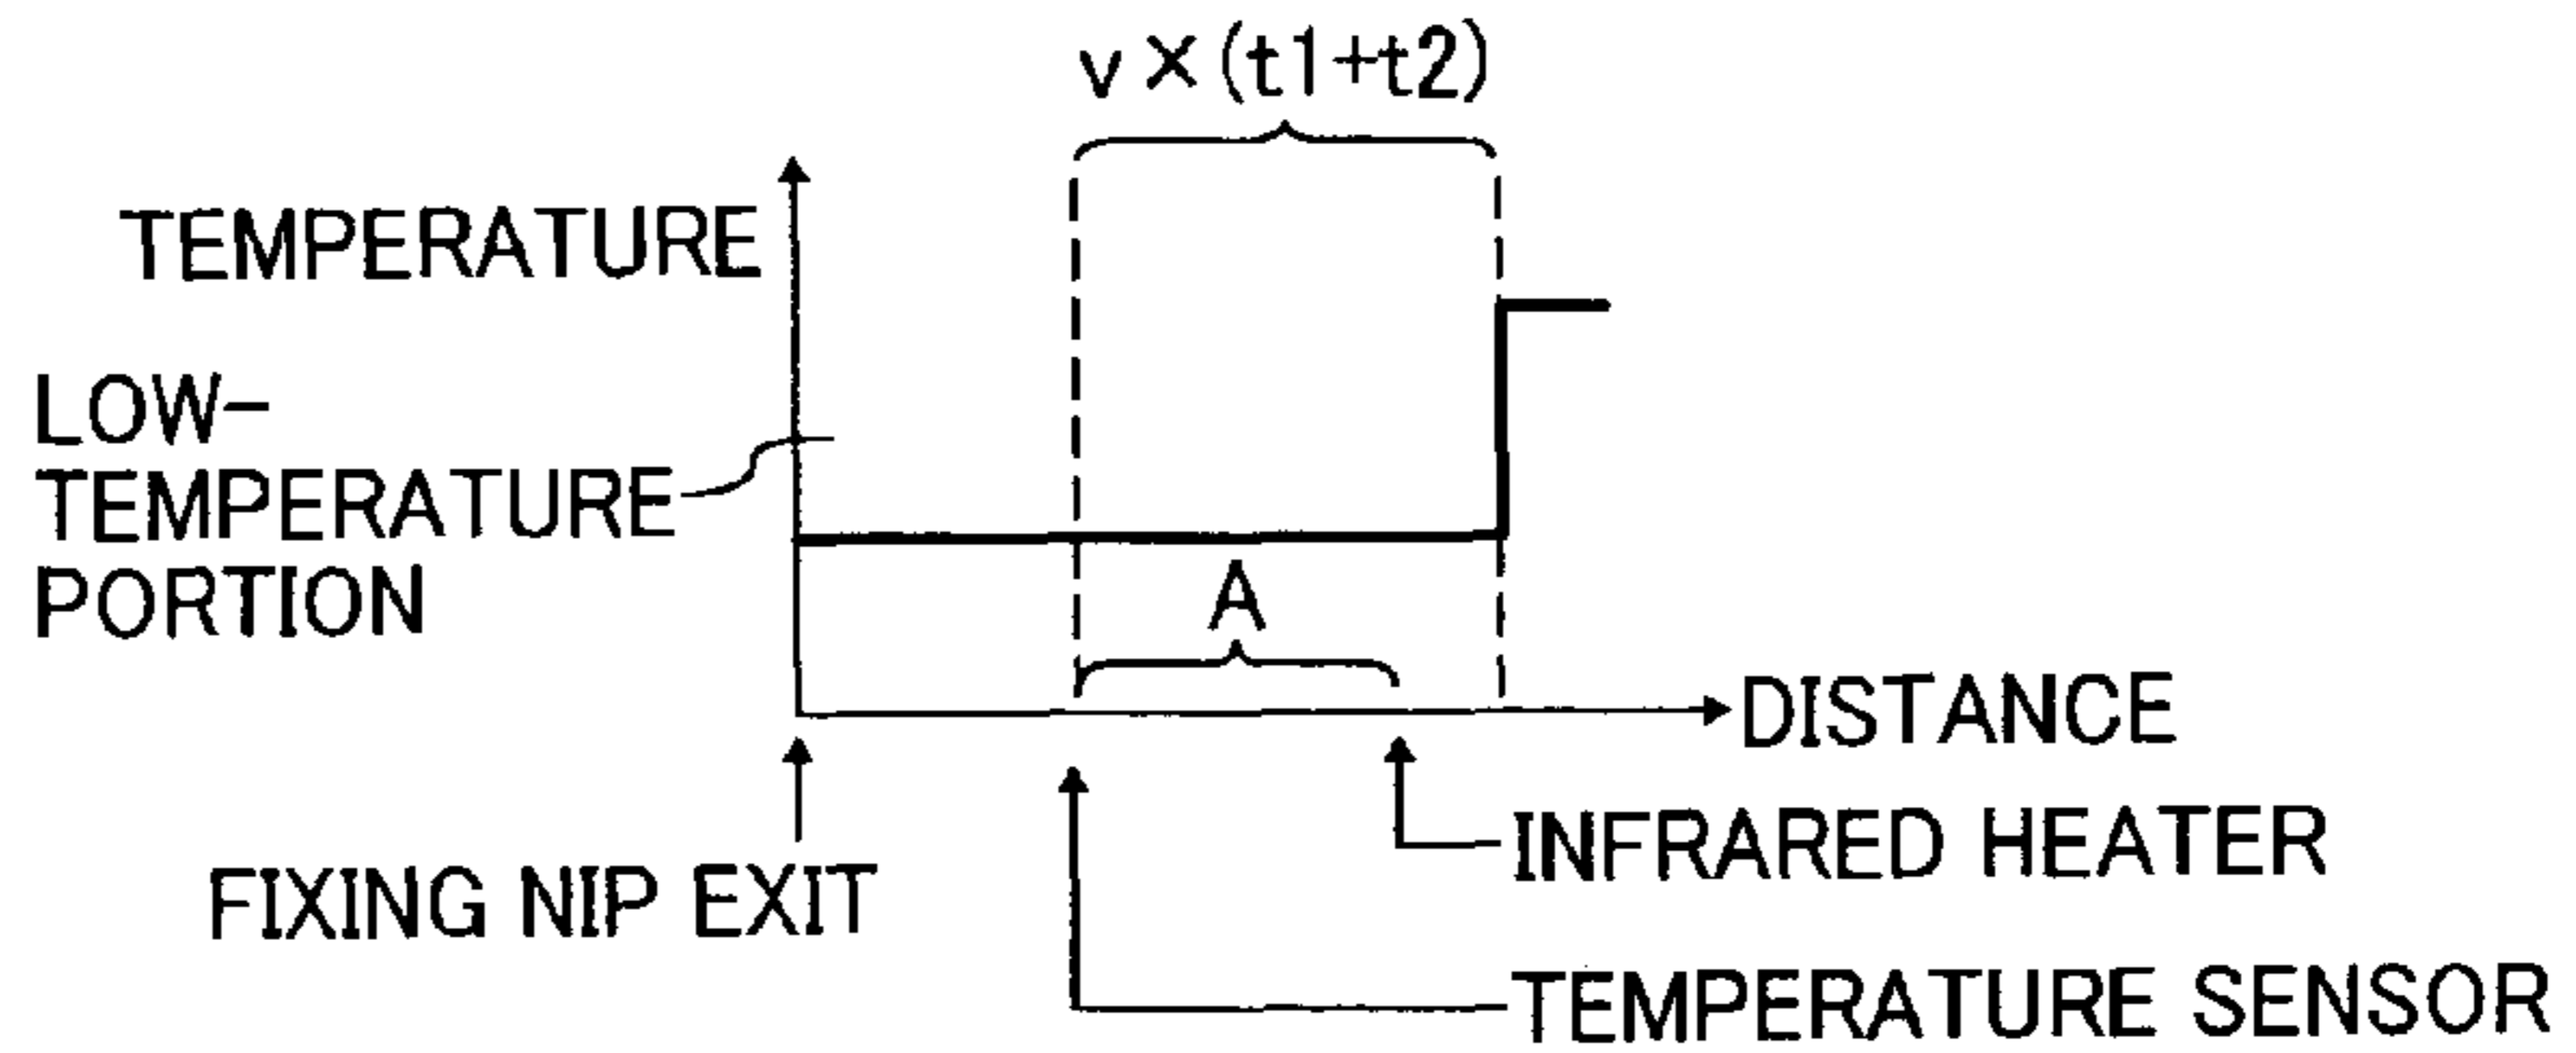 v×(t1+t2)
TEMPERATURE
LOW-
TEMPERATURE
PORTION
A
DISTANCE
INFRARED HEATER
FIXING NIP EXIT
TEMPERATURE SENSOR